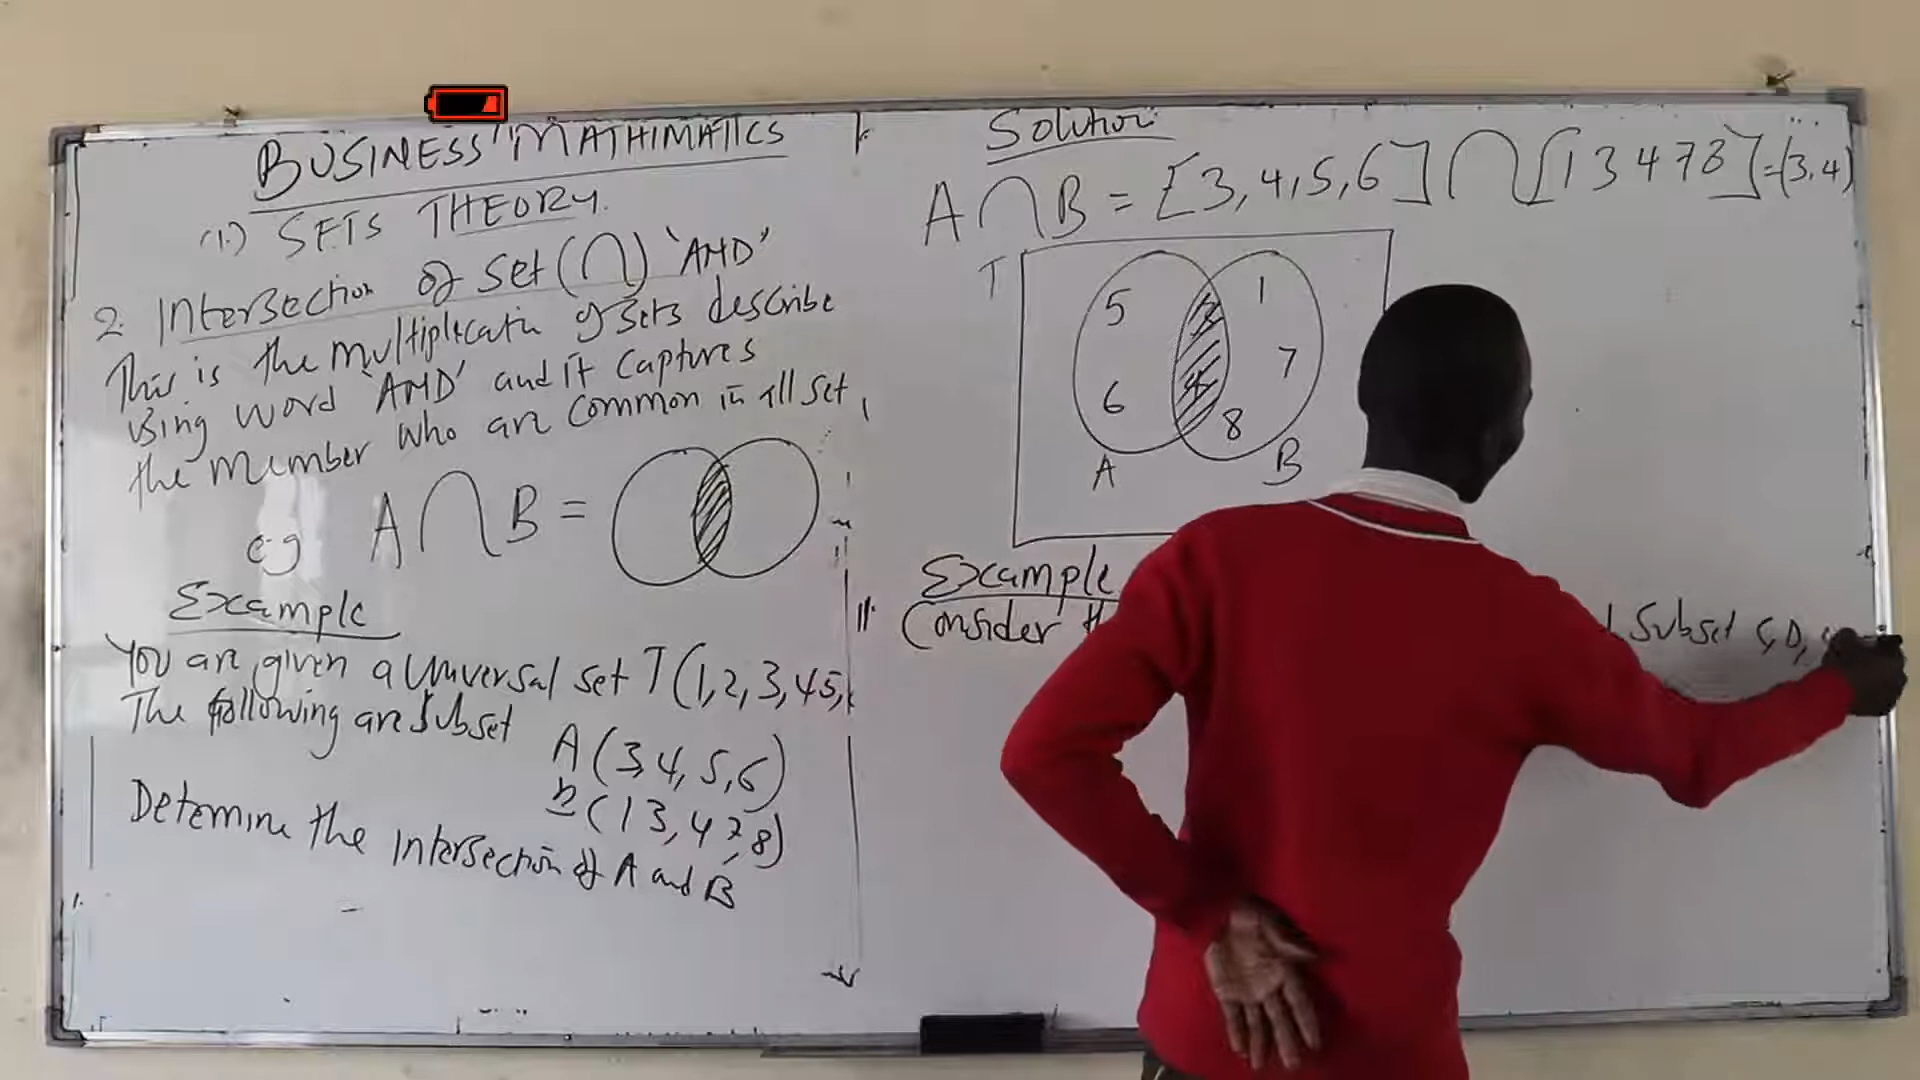 BUSINESS MATHIMATICS
(1.) SETS THEORY.
2. Intersection of Set (∩) 'AND'
This is the multiplicatin of sets describe
using word 'AND' and it captures
the member who are common in all set
e.g A ∩ B =
Example
You are given a universal set T (1,2,3,45,
The following are subset
A (3,4,5,6)
B (1 3,4 7,8)
Determine the intersection of A and B
Solution
A ∩ B = [3,4,5,6] ∩ [1 3 4 7 8] = (3,4)
T
5 3 1
7
6 4
8
A B
Example
Consider Subset C,D,